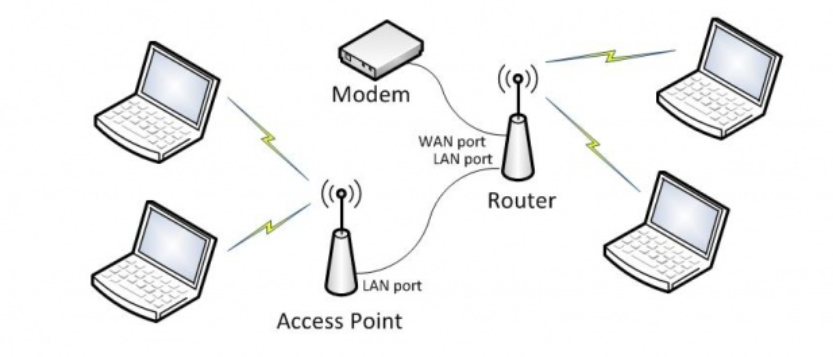 Modem
WAN port
LAN port
Router
LAN port
Access Point